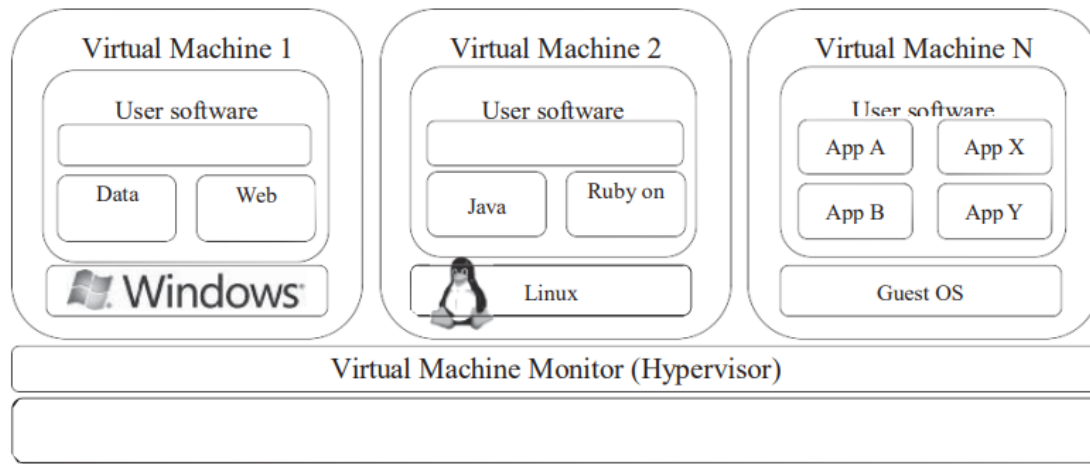 Virtual Machine 1
User software
Data
Web
Windows
Virtual Machine 2
User software
Java
Ruby on
Linux
Virtual Machine N
User software
App A
App X
App B
App Y
Guest OS
Virtual Machine Monitor (Hypervisor)